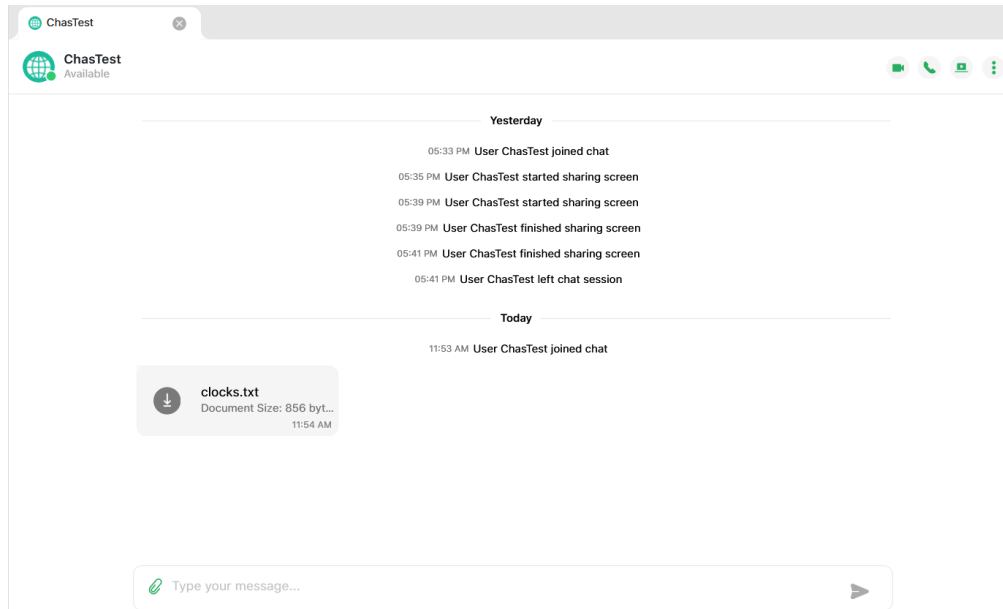 ChasTest
ChasTest
Available
Yesterday
05:33 PM User ChasTest joined chat
05:35 PM User ChasTest started sharing screen
05:39 PM User ChasTest started sharing screen
05:39 PM User ChasTest finished sharing screen
05:41 PM User ChasTest finished sharing screen
05:41 PM User ChasTest left chat session
Today
11:53 AM User ChasTest joined chat
clocks.txt
Document Size: 856 byt...
11:54 AM
Type your message...